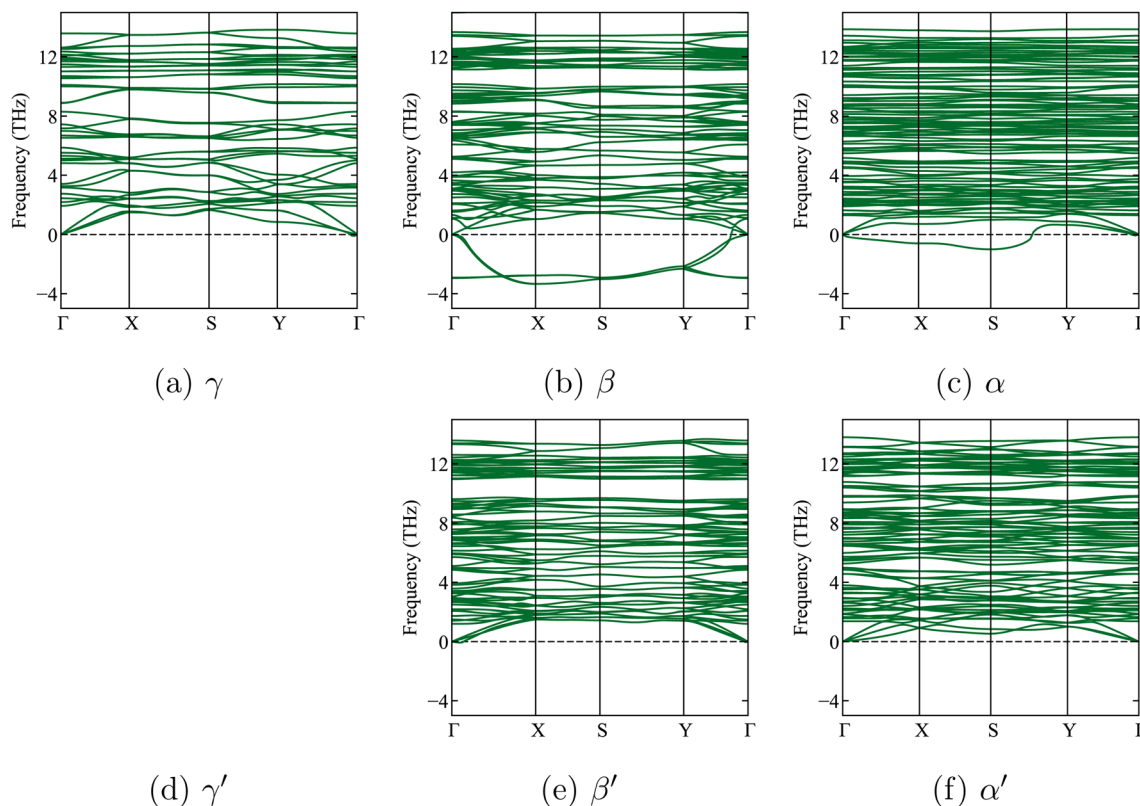 Frequency (THz)
12
8
4
0
−4
Γ X S Y Γ
(a) γ
Frequency (THz)
12
8
4
0
−4
Γ X S Y Γ
(b) β
Frequency (THz)
12
8
4
0
−4
Γ X S Y Γ
(c) α
(d) γ′
Frequency (THz)
12
8
4
0
−4
Γ X S Y Γ
(e) β′
Frequency (THz)
12
8
4
0
−4
Γ X S Y
(f) α′